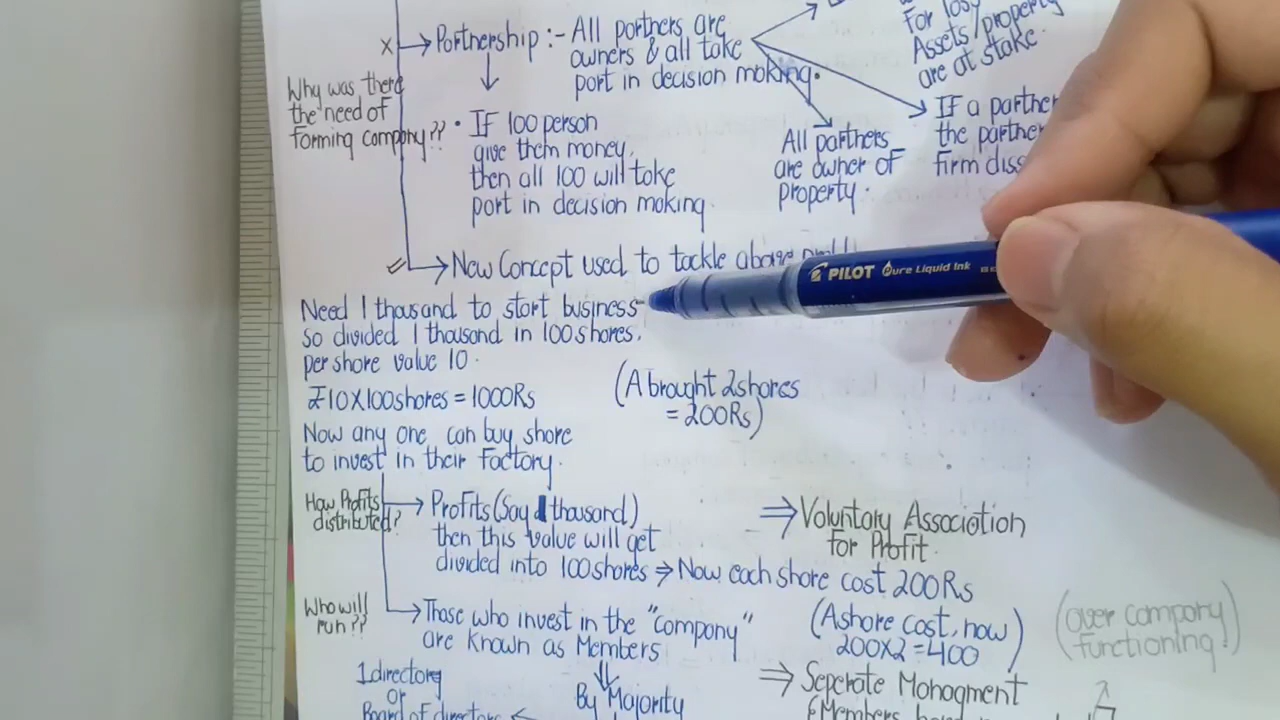 x → Partnership :- All partners are
owners & all take
part in decision making.
For loss
Assets/property
are at stake.
Why was there
the need of
forming company??
• IF 100 person
give them money,
then all 100 will take
port in decision making.
All partners
are owner of
property.
If a partner
the partner
firm
→ New Concept used to tackle above
PILOT Pure Liquid Ink
Need 1 thousand to start business
so divided 1 thousand in 100 shares.
per share value 10.
₹10X100 shares = 1000Rs
(A brought 2 shares
= 200Rs)
Now any one can buy share
to invest in their Factory.
How Profits
distributed?
→ Profits (Say 1 thousand)
then this value will get
divided into 100 shares ⇒ Now each share cost 200Rs
⇒ Voluntary Association
for Profit.
Who will
run??
→ Those who invest in the "company"
are known as Members
(A share cost, now
200X2 = 400)
(over company
functioning)
1 directory
or
Board of directors
By Majority
⇒ Seperate Management